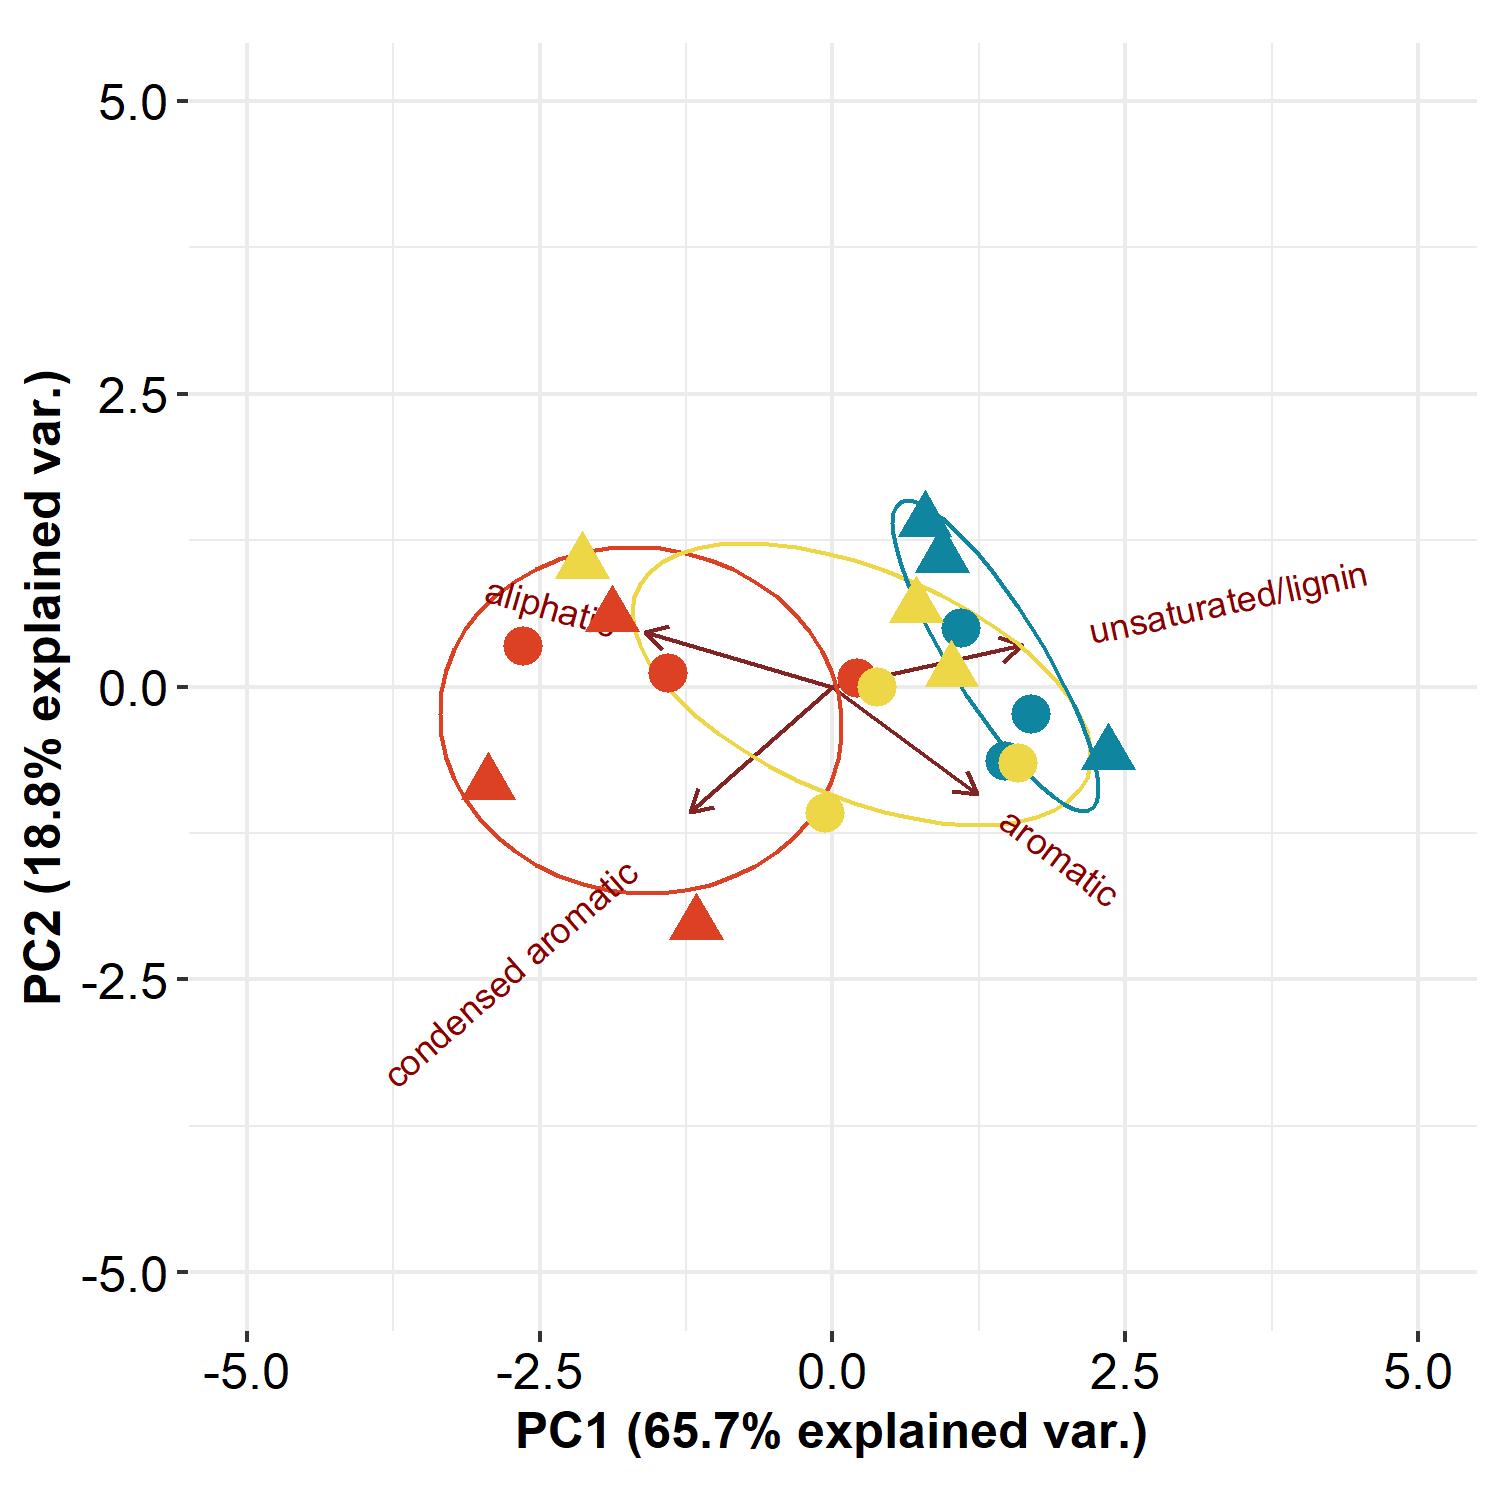 5.0
2.5
0.0
-2.5
-5.0
PC2 (18.8% explained var.)
aliphatic
unsaturated/lignin
aromatic
condensed aromatic
-5.0
-2.5
0.0
2.5
5.0
PC1 (65.7% explained var.)